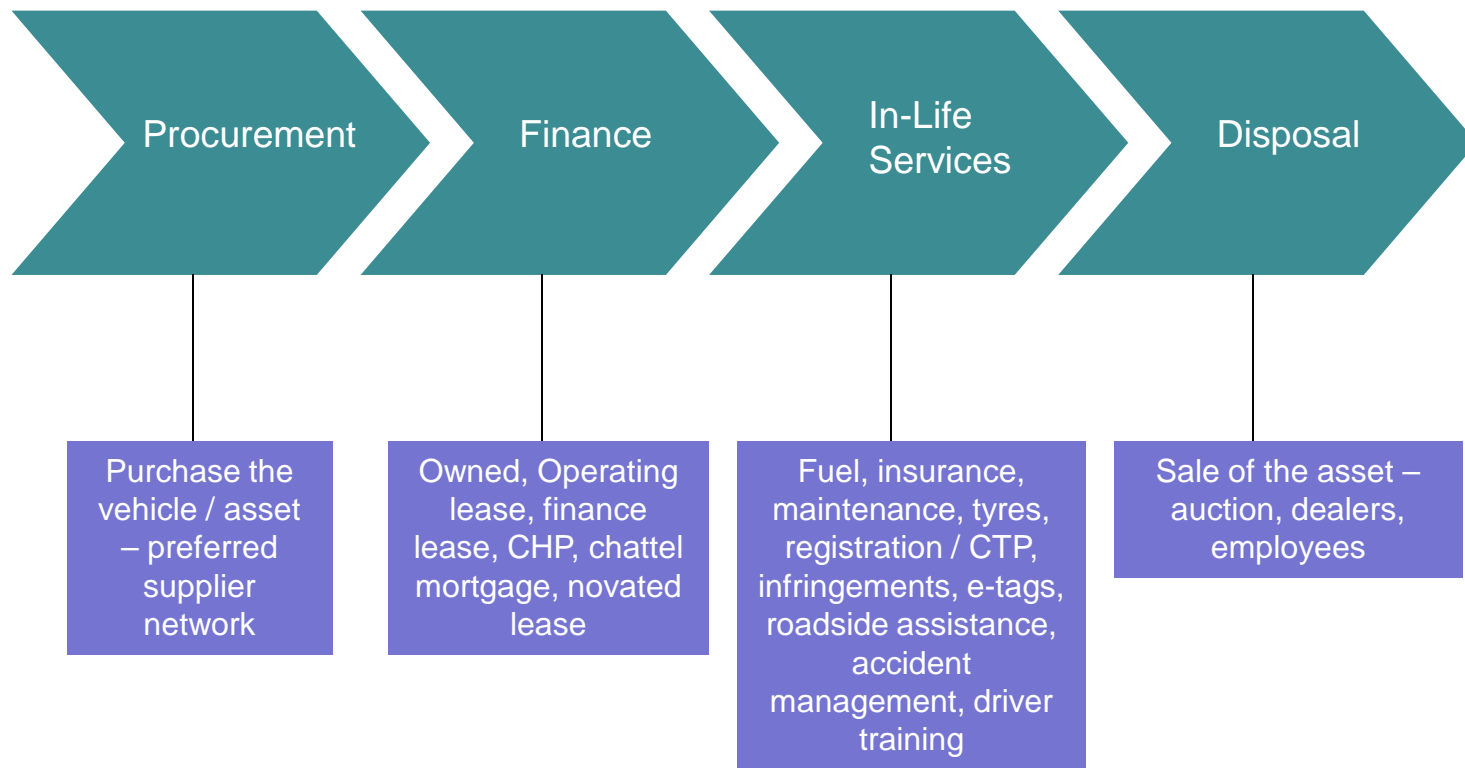 Procurement
Finance
In-Life
Services
Disposal
Purchase the
vehicle / asset
– preferred
supplier
network
Owned, Operating
lease, finance
lease, CHP, chattel
mortgage, novated
lease
Fuel, insurance,
maintenance, tyres,
registration / CTP,
infringements, e-tags,
roadside assistance,
accident
management, driver
training
Sale of the asset –
auction, dealers,
employees